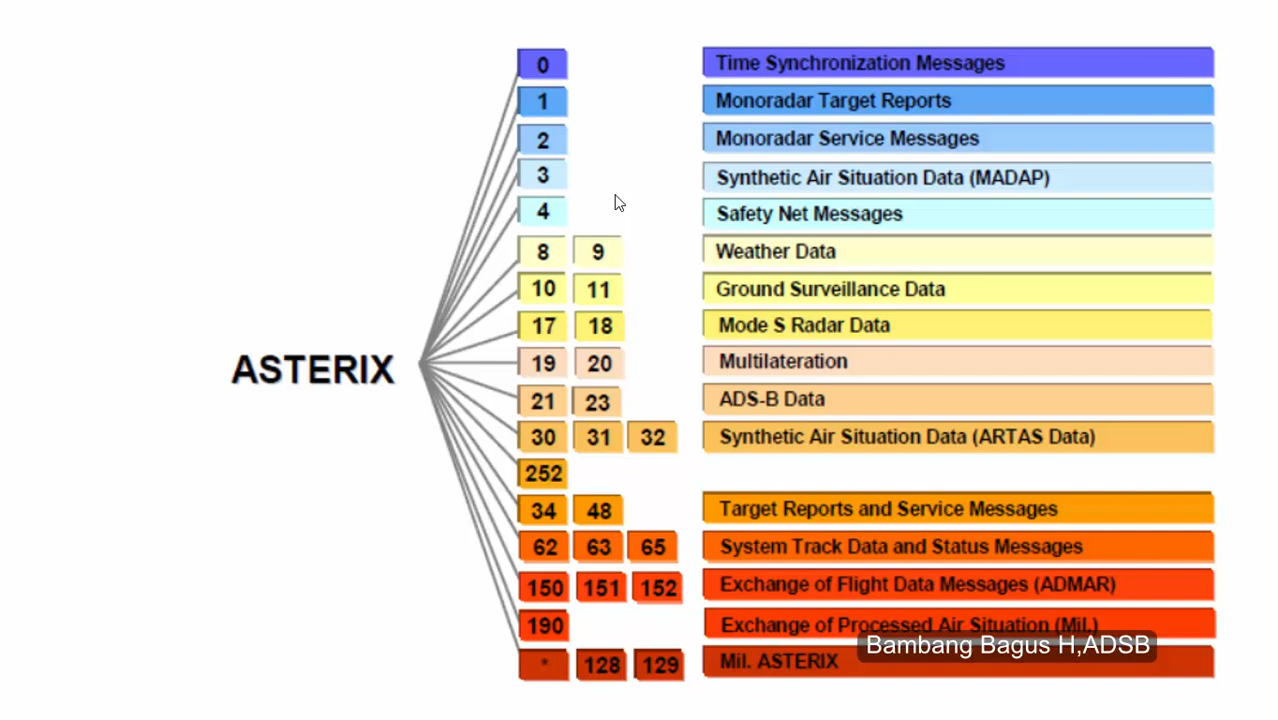 0 Time Synchronization Messages
1 Monoradar Target Reports
2 Monoradar Service Messages
3 Synthetic Air Situation Data (MADAP)
4 Safety Net Messages
8 9 Weather Data
10 11 Ground Surveillance Data
17 18 Mode S Radar Data
19 20 Multilateration
ASTERIX
21 23 ADS-B Data
30 31 32 Synthetic Air Situation Data (ARTAS Data)
252
34 48 Target Reports and Service Messages
62 63 65 System Track Data and Status Messages
150 151 152 Exchange of Flight Data Messages (ADMAR)
190 Exchange of Processed Air Situation (Mil.)
Bambang Bagus H,ADSB
* 128 129 Mil. ASTERIX